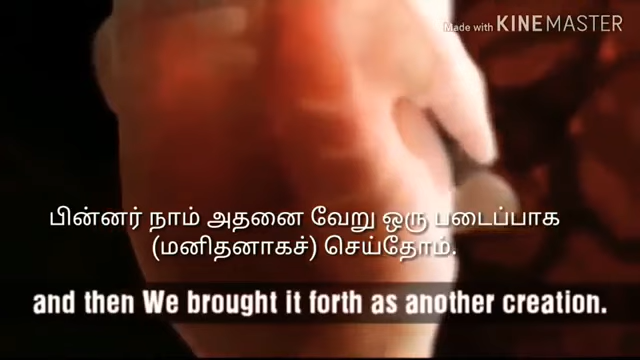 Made with KINEMASTER
பின்னர் நாம் அதனை வேறு ஒரு படைப்பாக
(மனிதனாகச்) செய்தோம்.
and then We brought it forth as another creation.